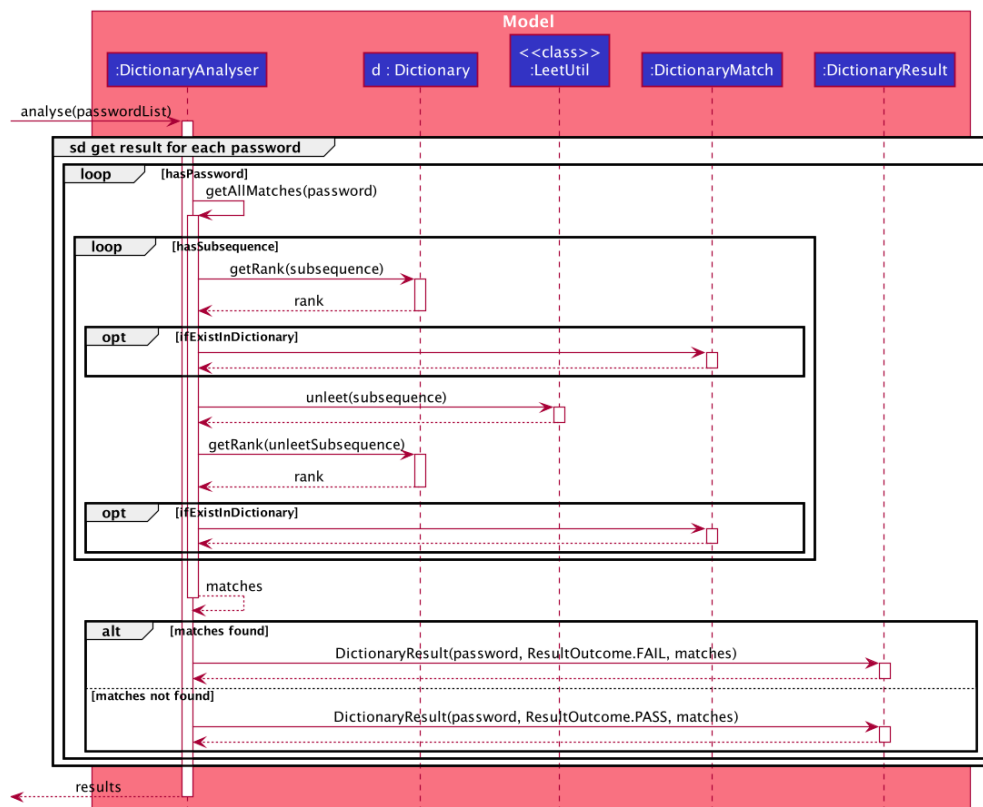 Model
:DictionaryAnalyser
d : Dictionary
<<class>>
:LeetUtil
:DictionaryMatch
:DictionaryResult
analyse(passwordList)
sd get result for each password
loop [hasPassword]
getAllMatches(password)
loop [hasSubsequence]
getRank(subsequence)
rank
opt [ifExistInDictionary]
unleet(subsequence)
getRank(unleetSubsequence)
rank
opt [ifExistInDictionary]
matches
alt [matches found]
DictionaryResult(password, ResultOutcome.FAIL, matches)
[matches not found]
DictionaryResult(password, ResultOutcome.PASS, matches)
results